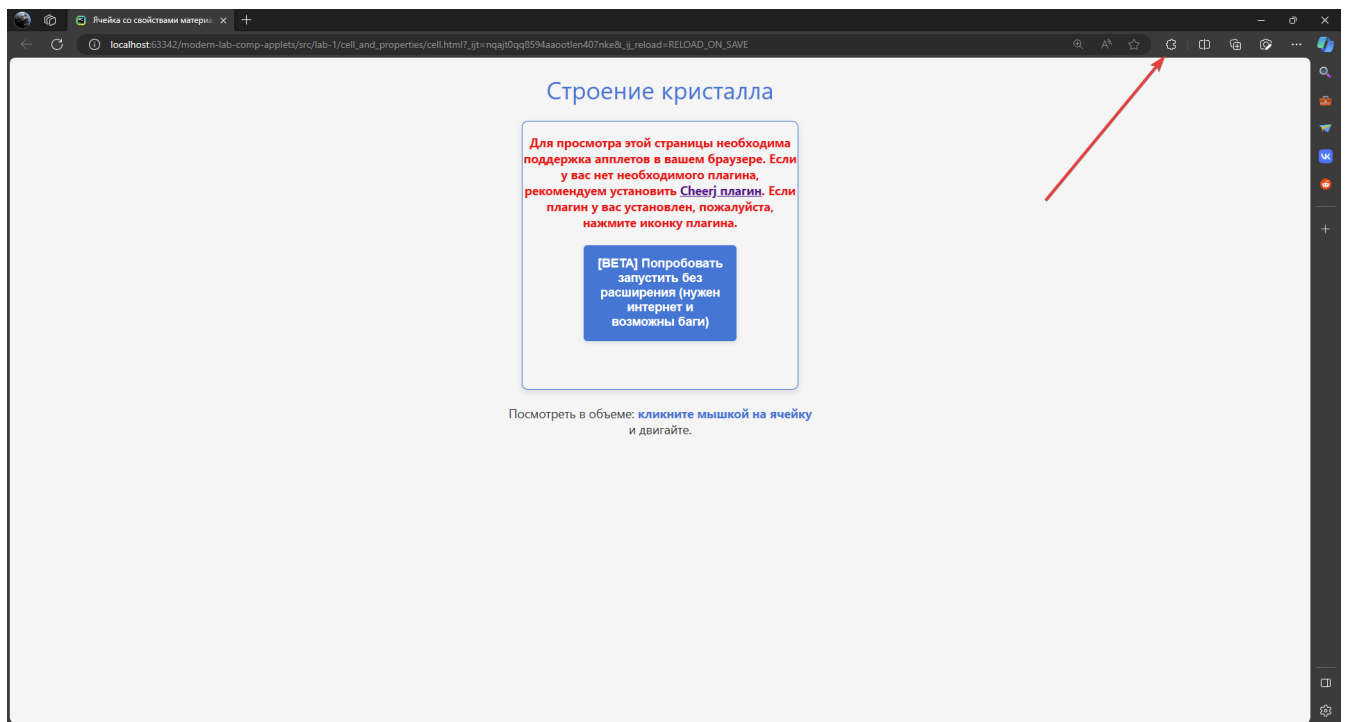 Ячейка со свойствами материа
localhost:63342/modern-lab-comp-applets/src/lab-1/cell_and_properties/cell.html?_ijt=nqajt0qq8594aaootlen407nke&_ij_reload=RELOAD_ON_SAVE
Строение кристалла
Для просмотра этой страницы необходима
поддержка апплетов в вашем браузере. Если
у вас нет необходимого плагина,
рекомендуем установить Cheerj плагин. Если
плагин у вас установлен, пожалуйста,
нажмите иконку плагина.
[BETA] Попробовать
запустить без
расширения (нужен
интернет и
возможны баги)
Посмотреть в объеме: кликните мышкой на ячейку
и двигайте.